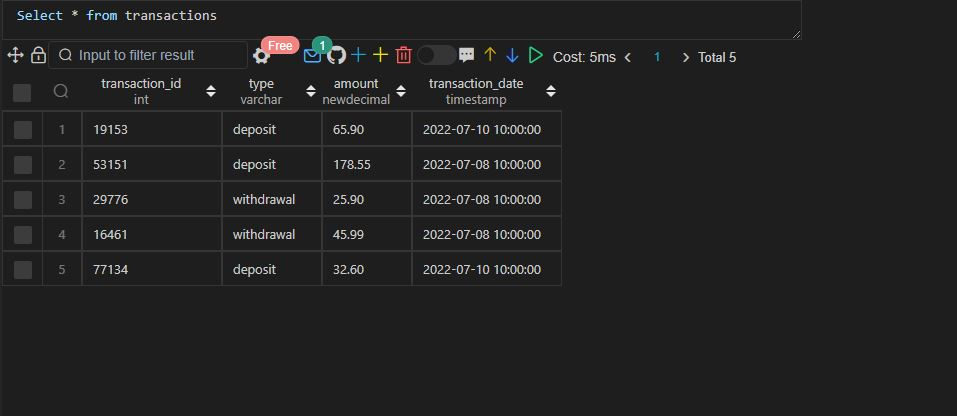 Select * from transactions
Input to filter result Free 1 Cost: 5ms 1 Total 5
transaction_id type amount transaction_date
int varchar newdecimal timestamp
1 19153 deposit 65.90 2022-07-10 10:00:00
2 53151 deposit 178.55 2022-07-08 10:00:00
3 29776 withdrawal 25.90 2022-07-08 10:00:00
4 16461 withdrawal 45.99 2022-07-08 10:00:00
5 77134 deposit 32.60 2022-07-10 10:00:00